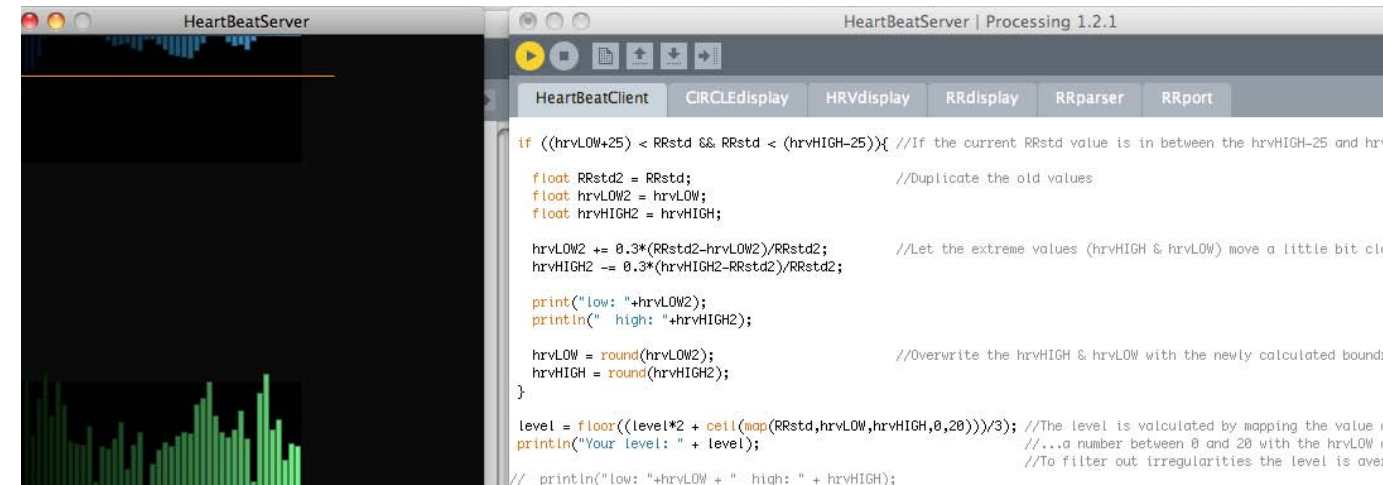 HeartBeatServer
HeartBeatServer | Processing 1.2.1
HeartBeatClient CIRCLEdisplay HRVdisplay RRdisplay RRparser RRport
if ((hrvLOW+25) < RRstd && RRstd < (hrvHIGH-25)){ //If the current RRstd value is in between the hrvHIGH-25 and hrv
float RRstd2 = RRstd; //Duplicate the old values
float hrvLOW2 = hrvLOW;
float hrvHIGH2 = hrvHIGH;
hrvLOW2 += 0.3*(RRstd2-hrvLOW2)/RRstd2; //Let the extreme values (hrvHIGH & hrvLOW) move a little bit clo
hrvHIGH2 -= 0.3*(hrvHIGH2-RRstd2)/RRstd2;
print("low: "+hrvLOW2);
println("  high: "+hrvHIGH2);
hrvLOW = round(hrvLOW2); //Overwrite the hrvHIGH & hrvLOW with the newly calculated bounda
hrvHIGH = round(hrvHIGH2);
}
level = floor((level*2 + ceil(map(RRstd,hrvLOW,hrvHIGH,0,20)))/3); //The level is valculated by mapping the value
println("Your level: " + level); //...a number between 0 and 20 with the hrvLOW
//To filter out irregularities the level is aver
// println("low: "+hrvLOW + "  high: " + hrvHIGH);